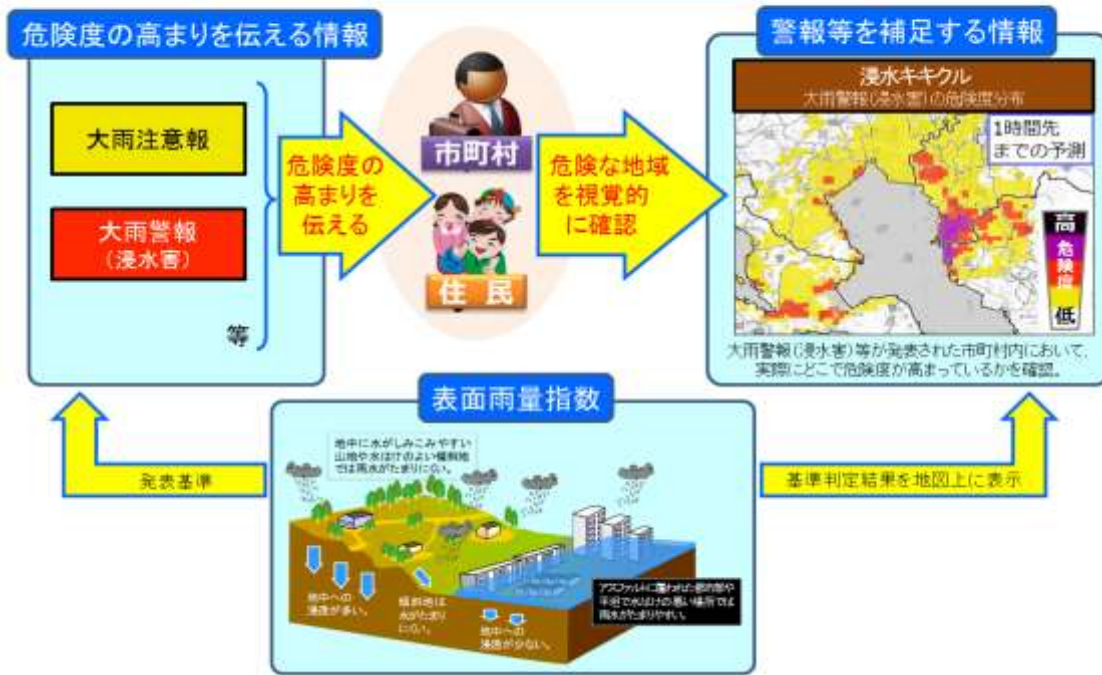 危険度の高まりを伝える情報
大雨注意報
大雨警報
(浸水害)
等
危険度の
高まりを
伝える
市町村
住民
危険な地域
を視覚的
に確認
警報等を補足する情報
浸水キキクル
大雨警報(浸水害)の危険度分布
1時間先
までの予測
高
危険度
低
大雨警報(浸水害)等が発表された市町村内において、
実際にどこで危険度が高まっているかを確認。
表面雨量指数
発表基準
基準判定結果を地図上に表示
地中に水がしみこみやすい
山地や水はけのよい傾斜地
では雨水がたまりにくい。
地中への
浸透が多い。
傾斜地は
水がたまり
にくい。
地中への
浸透が少ない。
アスファルトに覆われた都市部や
平坦で水はけの悪い場所では
雨水がたまりやすい。